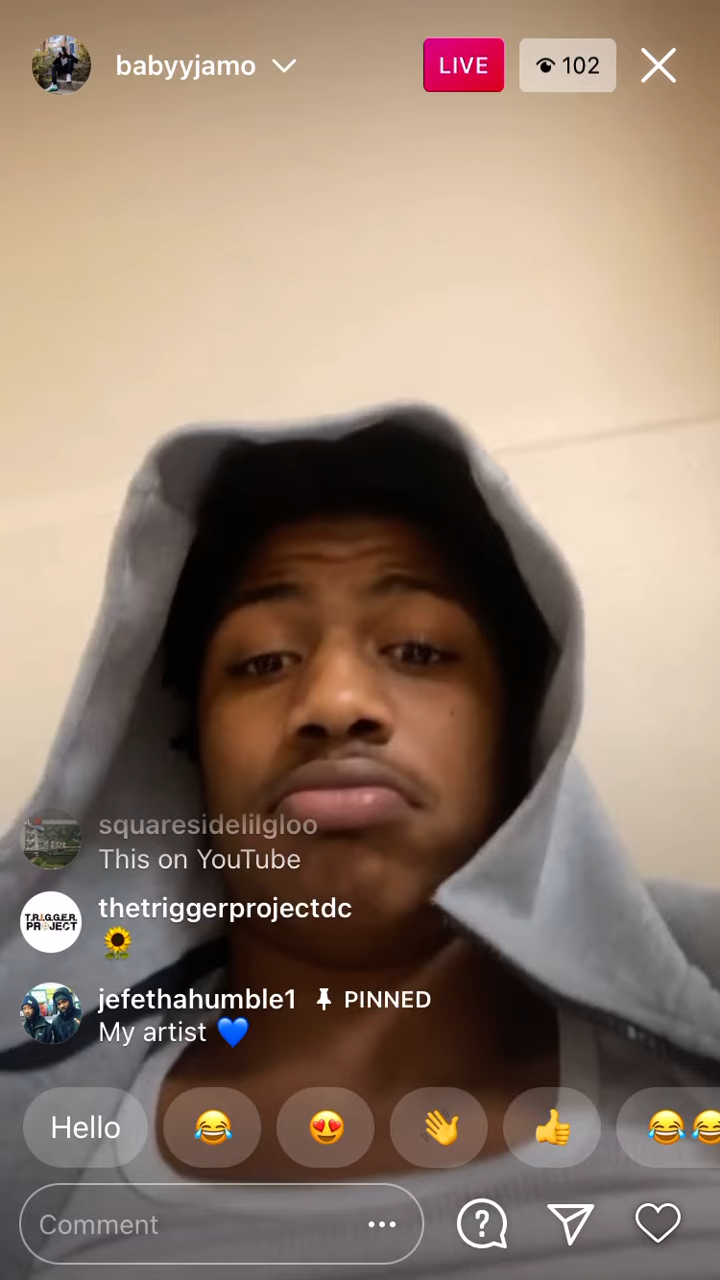 babyyjamo
LIVE
102
squaresidelilgloo
This on YouTube
T.R.I.G.G.E.R.
PROJECT
thetriggerprojectdc
🌻
jefethahumble1 PINNED
My artist 💙
Hello 😂 😍 👋 👍 😂😂
Comment